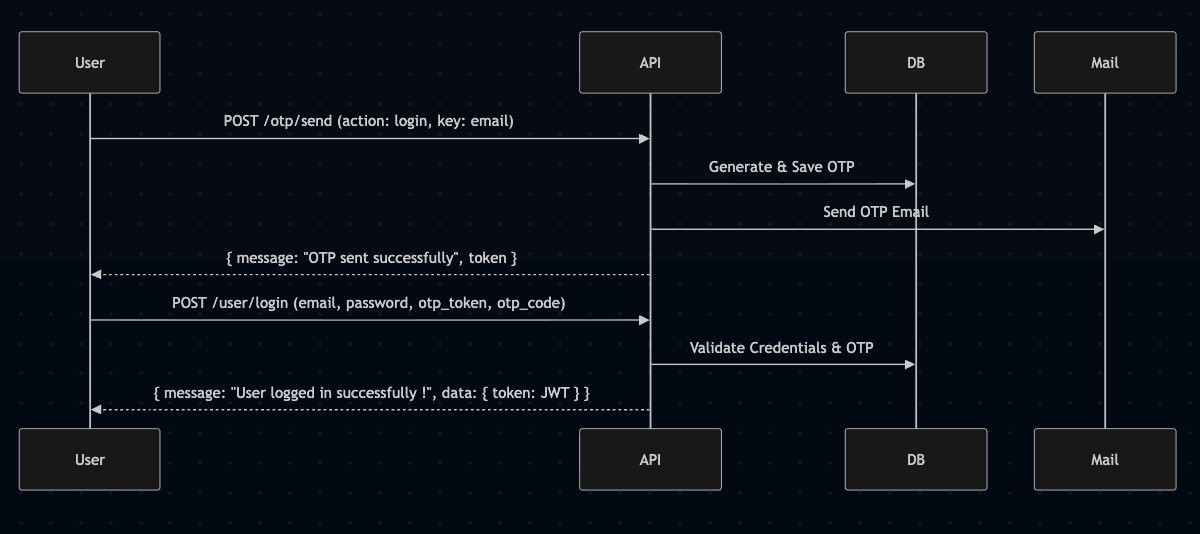 User
API
DB
Mail
POST /otp/send (action: login, key: email)
Generate & Save OTP
Send OTP Email
{ message: "OTP sent successfully", token }
POST /user/login (email, password, otp_token, otp_code)
Validate Credentials & OTP
{ message: "User logged in successfully !", data: { token: JWT } }
User
API
DB
Mail